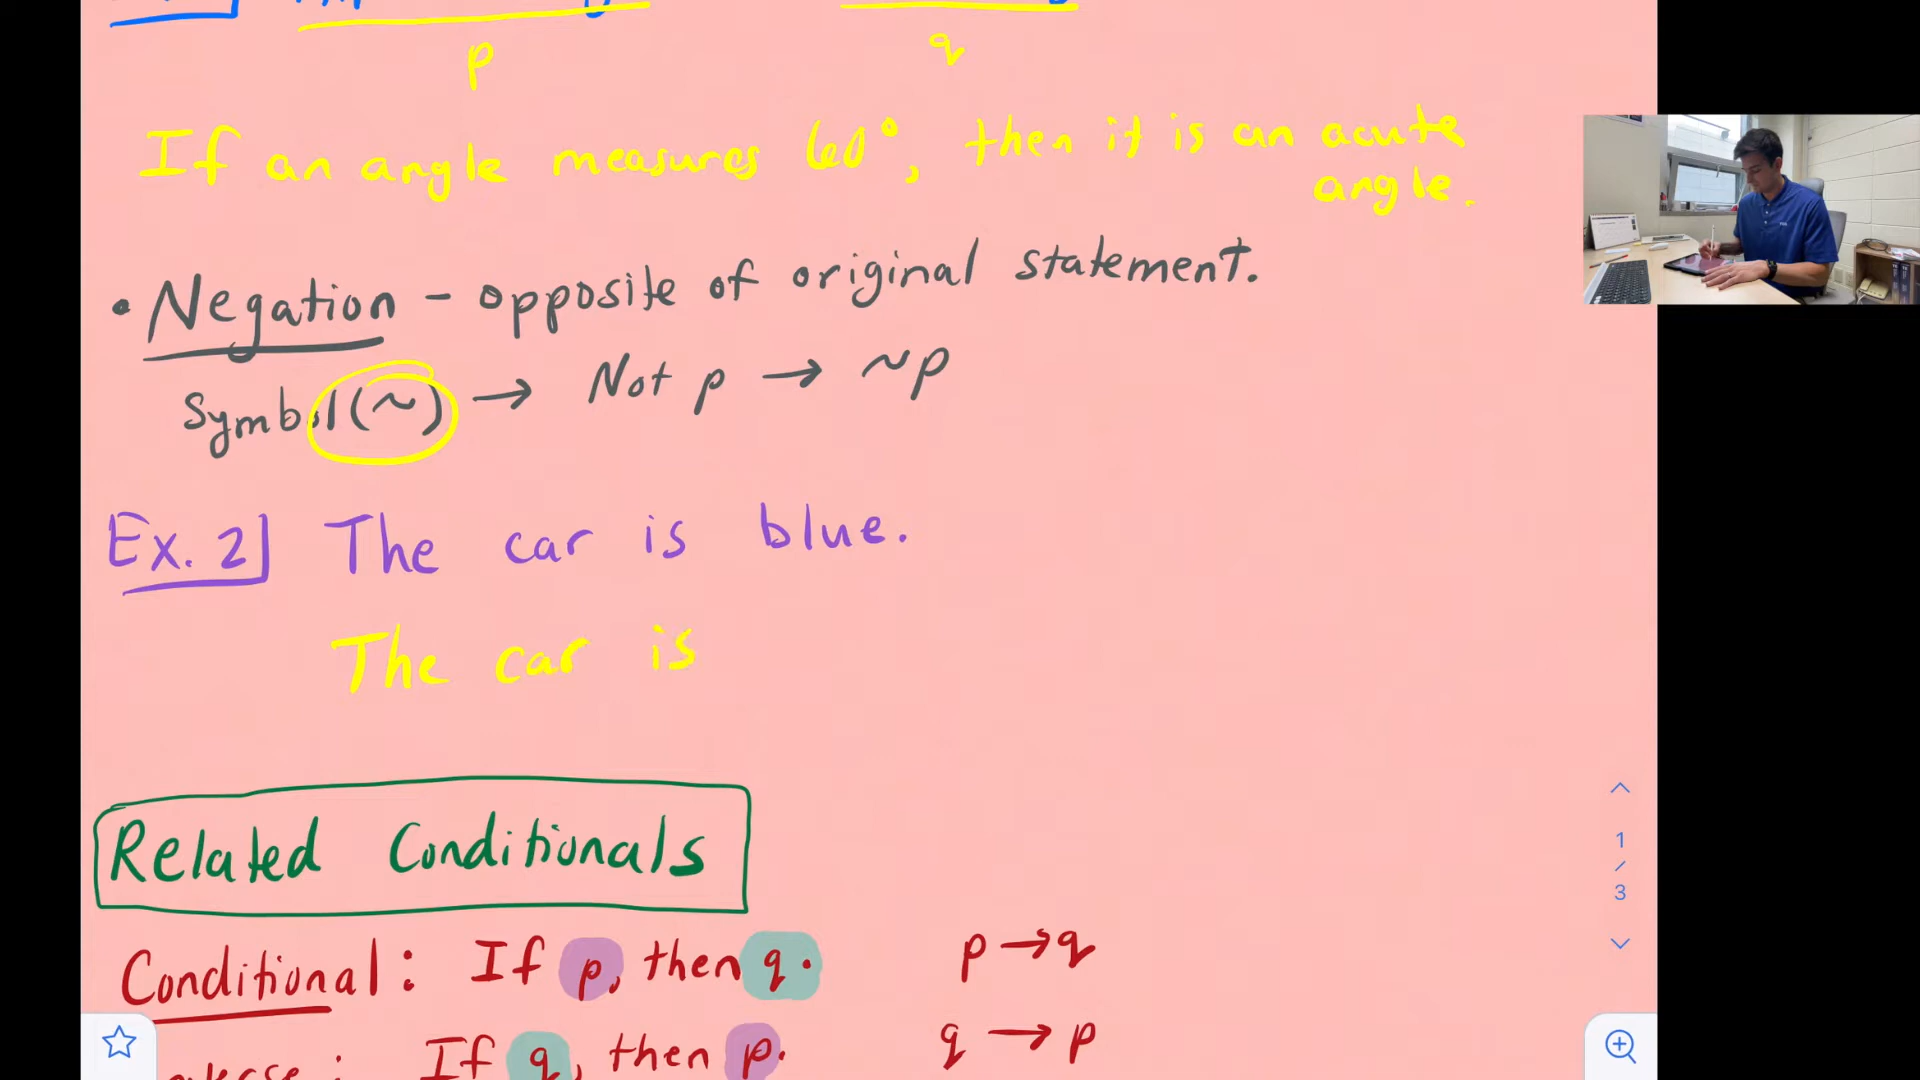 p
q
If an angle measures 60°, then it is an acute
angle.
• Negation - opposite of original statement.
Symbol (~) → Not p → ~p
Ex. 2] The car is blue.
The car is
Related Conditionals
Conditional: If p, then q. p → q
If q, then p. q → p
1
/
3